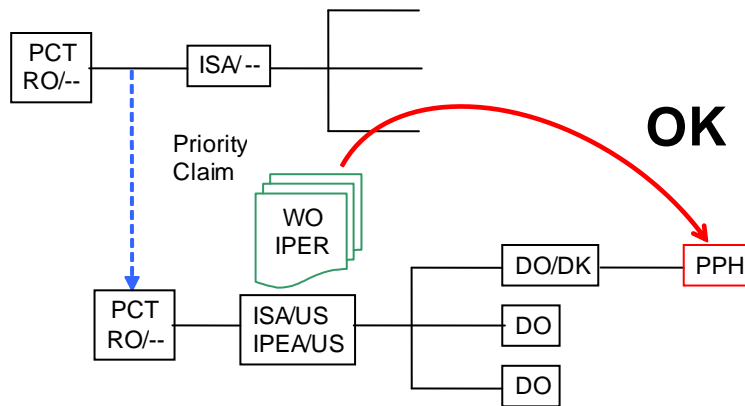 PCT
RO/--
ISA/ --
OK
Priority
Claim
WO
IPER
DO/DK
PPH
PCT
RO/--
ISA/US
IPEA/US
DO
DO